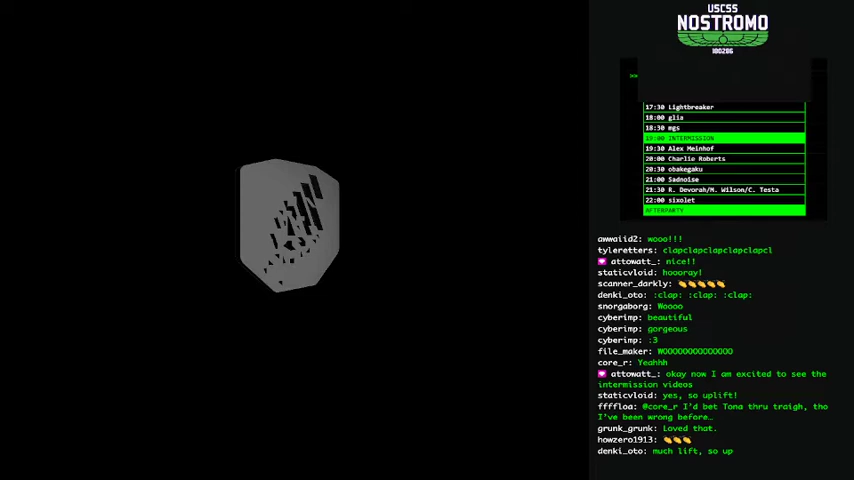 USCSS
NOSTROMO
180286
>>
17:30 Lightbreaker
18:00 glia
18:30 mgs
19:00 INTERMISSION
19:30 Alex Meinhof
20:00 Charlie Roberts
20:30 obakegaku
21:00 Sadnoise
21:30 R. Devorah/M. Wilson/C. Testa
22:00 sixolet
AFTERPARTY
awwaiid2: wooo!!!
tyleretters: clapclapclapclapclapcl
attowatt_: nice!!
staticvloid: hoooray!
scanner_darkly: 👏👏👏👏👏
denki_oto: :clap: :clap: :clap:
snorgaborg: Woooo
cyberimp: beautiful
cyberimp: gorgeous
cyberimp: :3
file_maker: WOOOOOOOOOOOOO
core_r: Yeahhh
attowatt_: okay now I am excited to see the
intermission videos
staticvloid: yes, so uplift!
ffffloa: @core_r I'd bet Tona thru traigh, tho
I've been wrong before…
grunk_grunk: Loved that.
howzero1913: 👏👏👏
denki_oto: much lift, so up